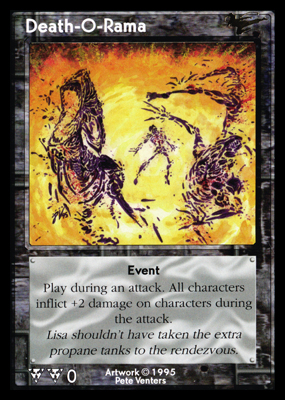 Death-O-Rama
Event
Play during an attack. All characters
inflict +2 damage on characters during
the attack.
Lisa shouldn't have taken the extra
propane tanks to the rendezvous.
Artwork © 1995
Pete Venters
0